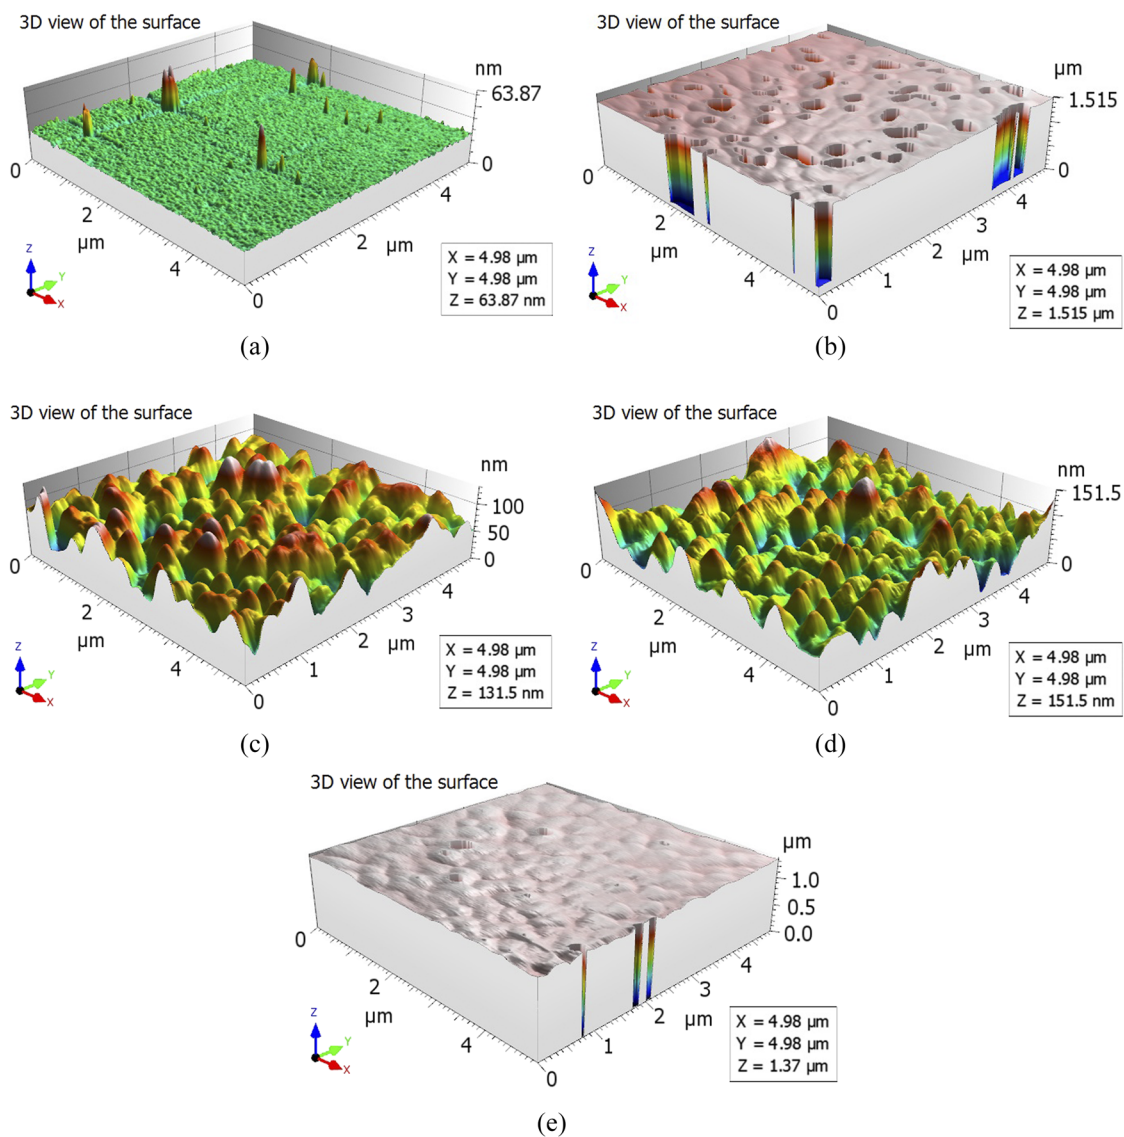 3D view of the surface
nm
63.87
0
0
2
4
µm
0
2
4
µm
X = 4.98 µm
Y = 4.98 µm
Z = 63.87 nm
Z
Y
X
(a)
3D view of the surface
µm
1.515
0
0
2
4
µm
0
1
2
3
4
µm
X = 4.98 µm
Y = 4.98 µm
Z = 1.515 µm
Z
Y
X
(b)
3D view of the surface
nm
100
50
0
0
2
4
µm
0
1
2
3
4
µm
X = 4.98 µm
Y = 4.98 µm
Z = 131.5 nm
Z
Y
X
(c)
3D view of the surface
nm
151.5
0
0
2
4
µm
0
1
2
3
4
µm
X = 4.98 µm
Y = 4.98 µm
Z = 151.5 nm
Z
Y
X
(d)
3D view of the surface
µm
1.0
0.5
0.0
0
2
4
µm
0
1
2
3
4
µm
X = 4.98 µm
Y = 4.98 µm
Z = 1.37 µm
Z
Y
X
(e)